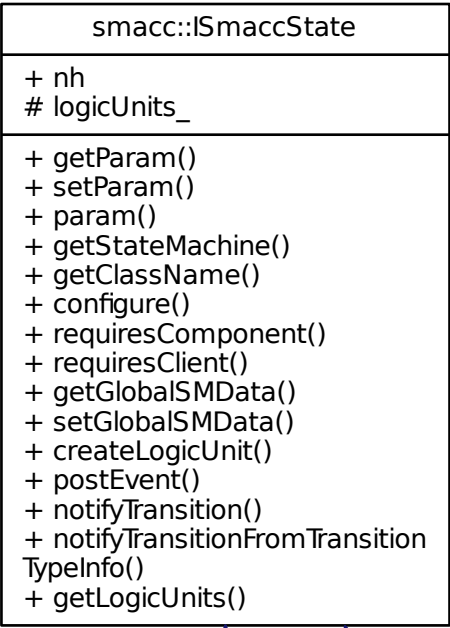 smacc::ISmaccState
+ nh
# logicUnits_
+ getParam()
+ setParam()
+ param()
+ getStateMachine()
+ getClassName()
+ configure()
+ requiresComponent()
+ requiresClient()
+ getGlobalSMData()
+ setGlobalSMData()
+ createLogicUnit()
+ postEvent()
+ notifyTransition()
+ notifyTransitionFromTransition
TypeInfo()
+ getLogicUnits()